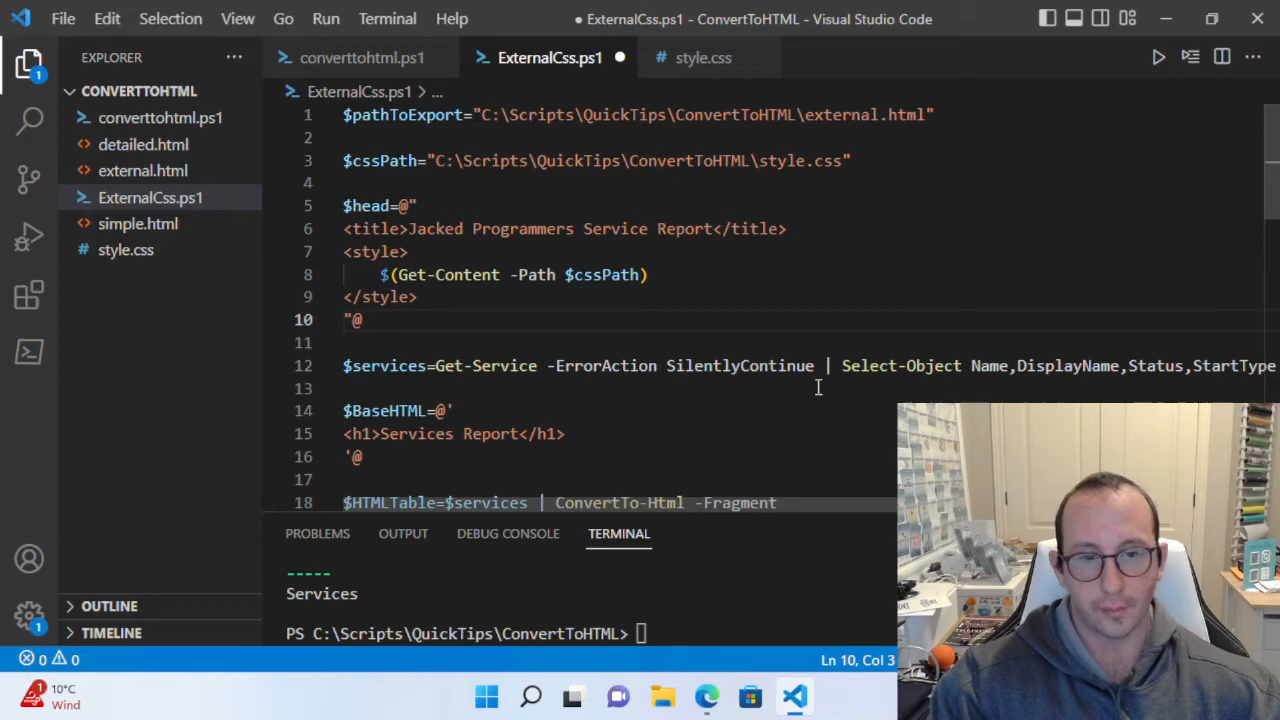 File Edit Selection View Go Run Terminal Help
● ExternalCss.ps1 - ConvertToHTML - Visual Studio Code
EXPLORER
converttohtml.ps1
ExternalCss.ps1
style.css
CONVERTTOHTML
converttohtml.ps1
detailed.html
external.html
ExternalCss.ps1
simple.html
style.css
ExternalCss.ps1 > ...
1 $pathToExport="C:\Scripts\QuickTips\ConvertToHTML\external.html"
2
3 $cssPath="C:\Scripts\QuickTips\ConvertToHTML\style.css"
4
5 $head=@"
6 <title>Jacked Programmers Service Report</title>
7 <style>
8 $(Get-Content -Path $cssPath)
9 </style>
10 "@
11
12 $services=Get-Service -ErrorAction SilentlyContinue | Select-Object Name,DisplayName,Status,StartType
13
14 $BaseHTML=@'
15 <h1>Services Report</h1>
16 '@
17
18 $HTMLTable=$services | ConvertTo-Html -Fragment
PROBLEMS OUTPUT DEBUG CONSOLE TERMINAL
-----
Services
PS C:\Scripts\QuickTips\ConvertToHTML>
OUTLINE
TIMELINE
1
1
0 0
Ln 10, Col 3
1
10°C
Wind